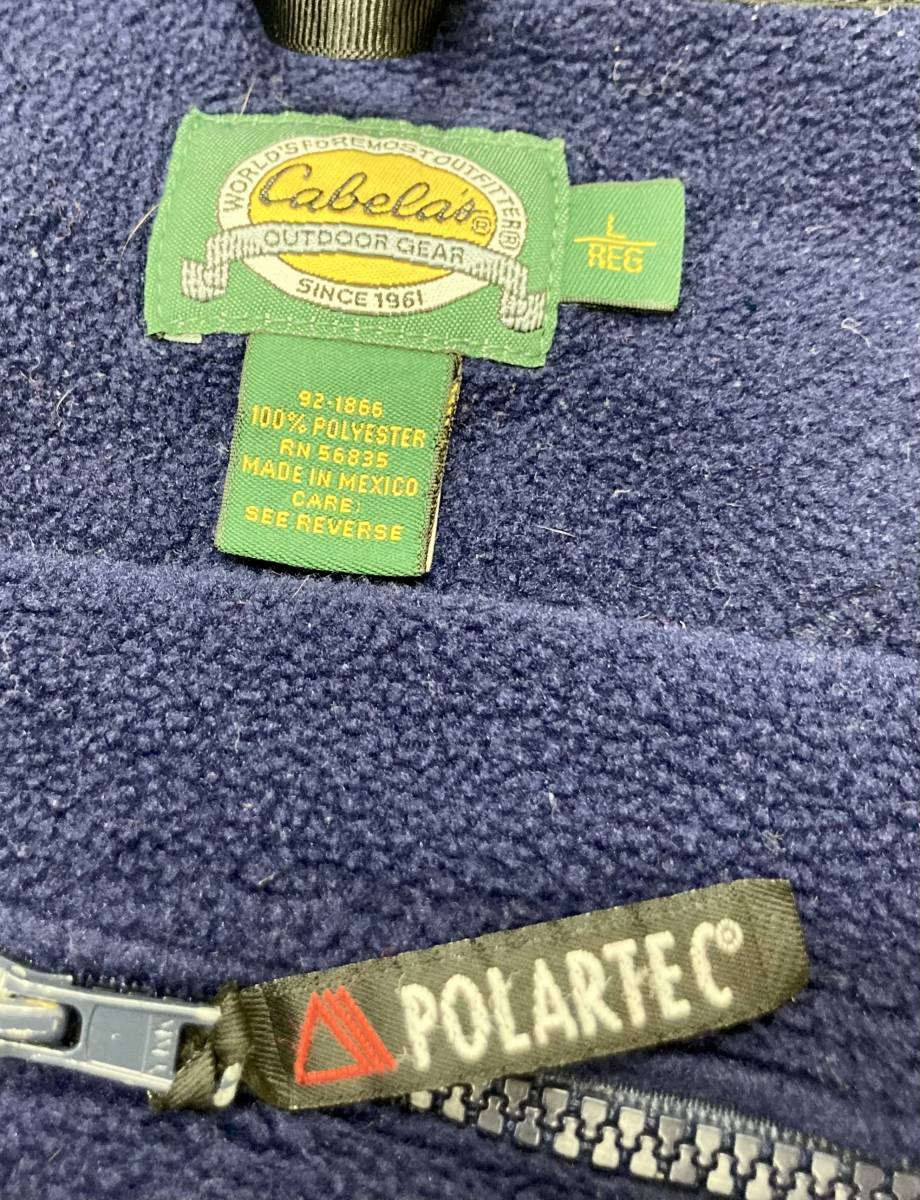 WORLD'S FOREMOST OUTFITTER®
Cabela's®
OUTDOOR GEAR
SINCE 1961
L
REG
92-1866
100% POLYESTER
RN 56835
MADE IN MEXICO
CARE:
SEE REVERSE
POLARTEC®